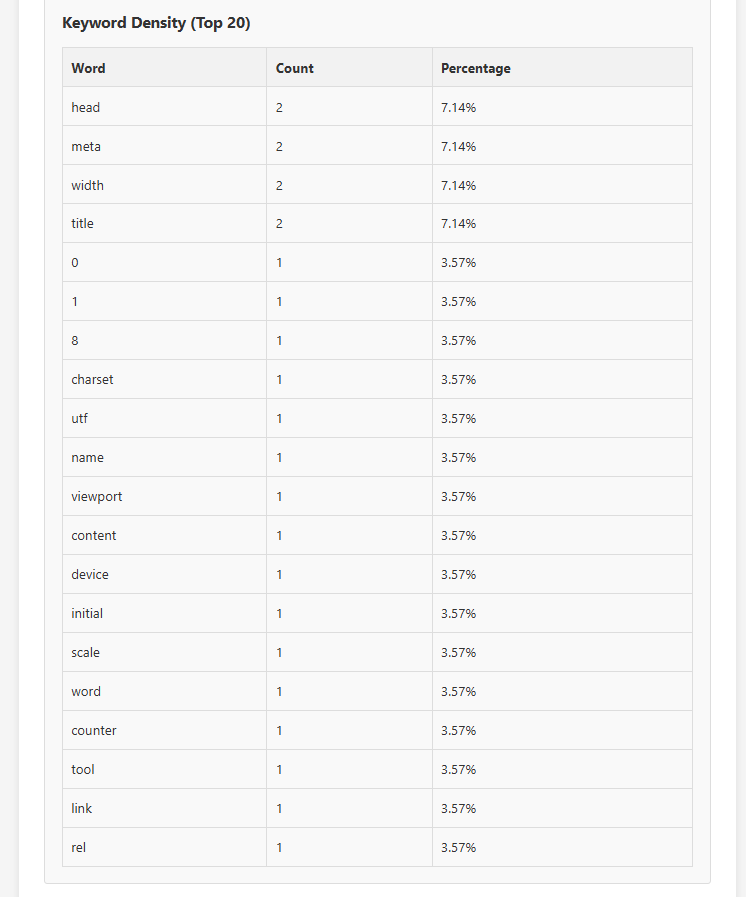 Keyword Density (Top 20)
Word Count Percentage
head 2 7.14%
meta 2 7.14%
width 2 7.14%
title 2 7.14%
0 1 3.57%
1 1 3.57%
8 1 3.57%
charset 1 3.57%
utf 1 3.57%
name 1 3.57%
viewport 1 3.57%
content 1 3.57%
device 1 3.57%
initial 1 3.57%
scale 1 3.57%
word 1 3.57%
counter 1 3.57%
tool 1 3.57%
link 1 3.57%
rel 1 3.57%